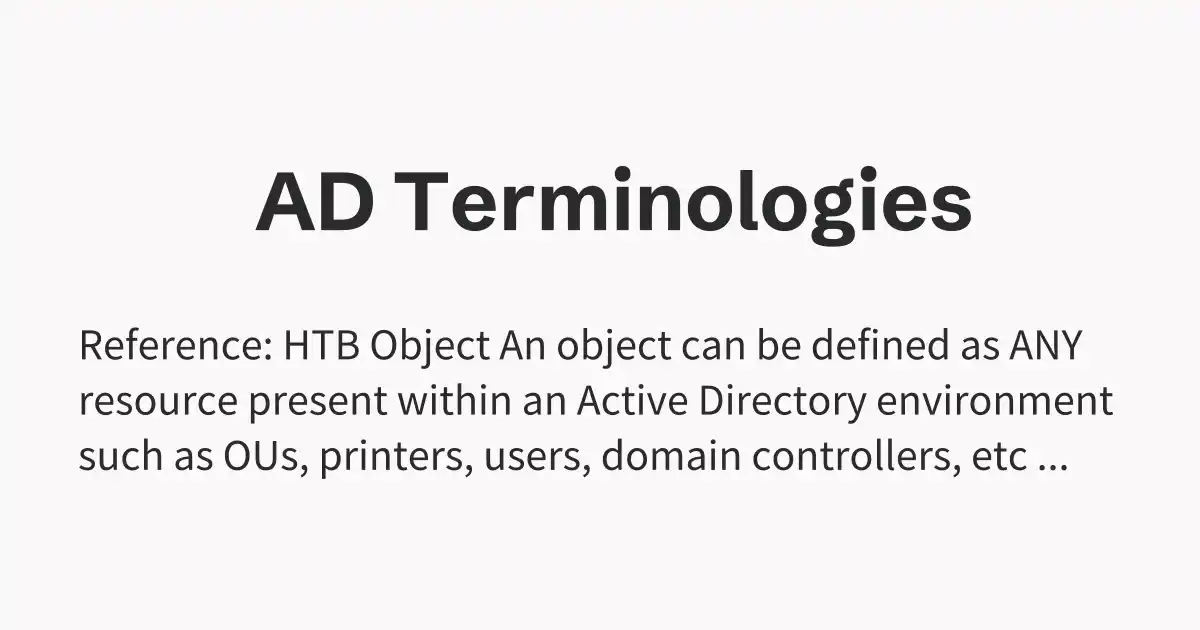 AD Terminologies
Reference: HTB Object An object can be defined as ANY
resource present within an Active Directory environment
such as OUs, printers, users, domain controllers, etc ...